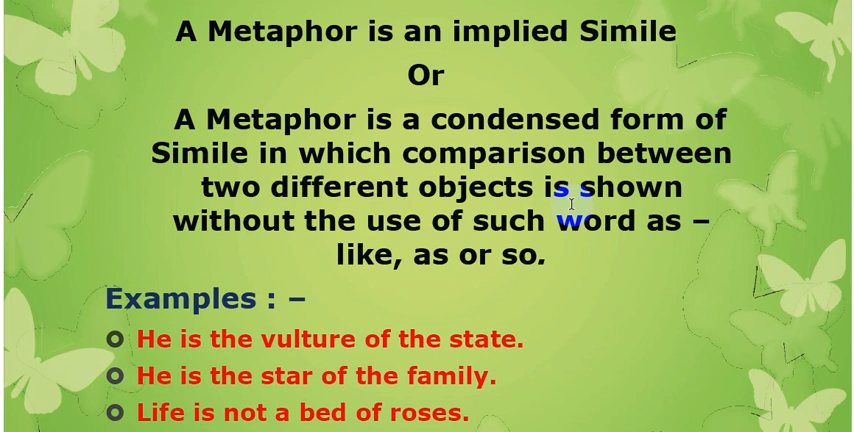 A Metaphor is an implied Simile
Or
A Metaphor is a condensed form of
Simile in which comparison between
two different objects is shown
without the use of such word as –
like, as or so.
Examples : –
He is the vulture of the state.
He is the star of the family.
Life is not a bed of roses.